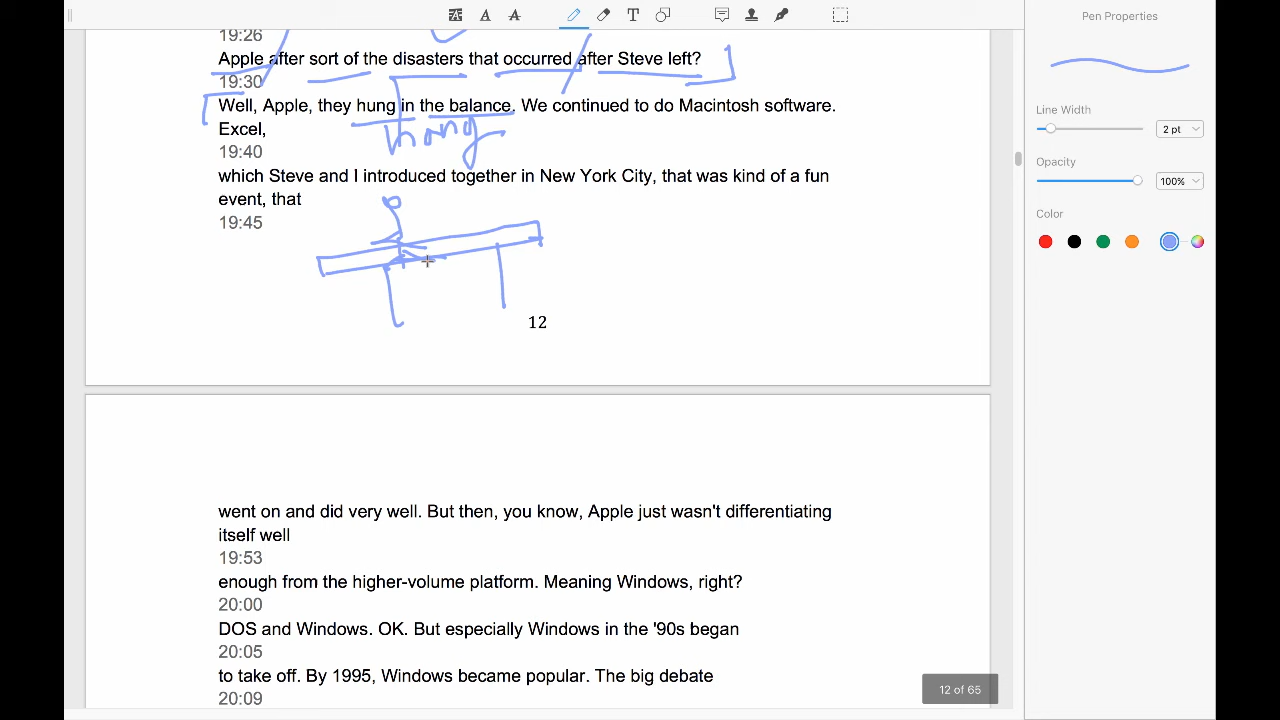 Pen Properties
19:26
Apple after sort of the disasters that occurred after Steve left?
19:30
Well, Apple, they hung in the balance. We continued to do Macintosh software.
Excel,
hang
19:40
which Steve and I introduced together in New York City, that was kind of a fun
event, that
19:45
12
went on and did very well. But then, you know, Apple just wasn't differentiating
itself well
19:53
enough from the higher-volume platform. Meaning Windows, right?
20:00
DOS and Windows. OK. But especially Windows in the '90s began
20:05
to take off. By 1995, Windows became popular. The big debate
20:09
12 of 65
Line Width
2 pt
Opacity
100%
Color